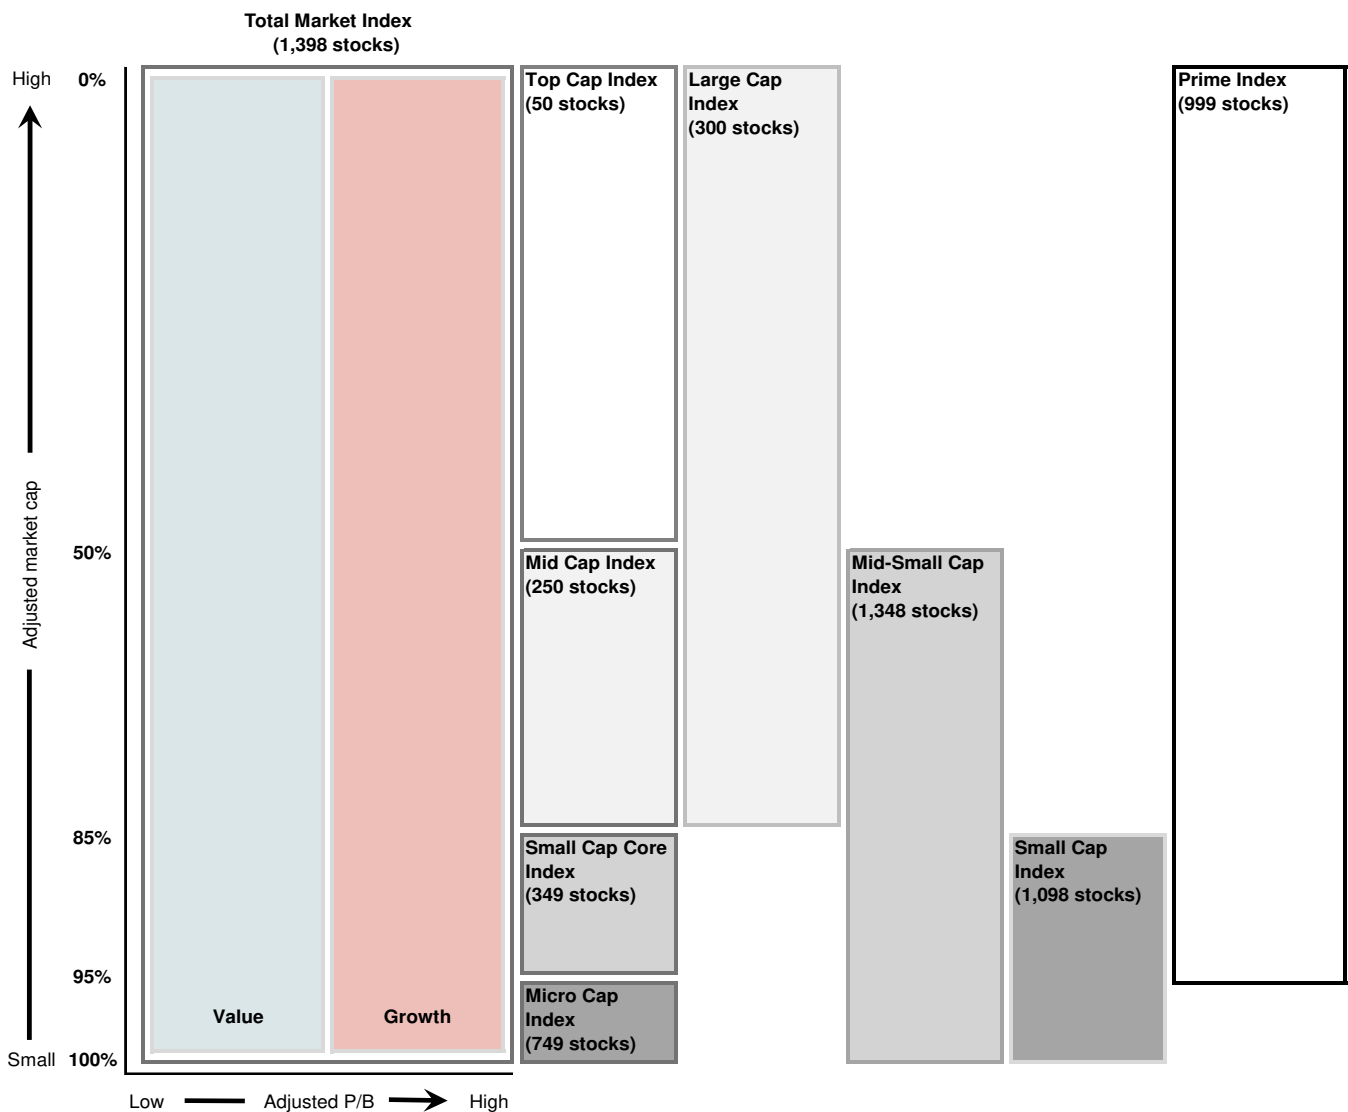 Total Market Index
(1,398 stocks)
High
0%
Top Cap Index
(50 stocks)
Large Cap
Index
(300 stocks)
Prime Index
(999 stocks)
Adjusted market cap
50%
Mid Cap Index
(250 stocks)
Mid-Small Cap
Index
(1,348 stocks)
85%
Small Cap Core
Index
(349 stocks)
Small Cap
Index
(1,098 stocks)
95%
Micro Cap
Index
(749 stocks)
Value
Growth
Small
100%
Low
Adjusted P/B
High